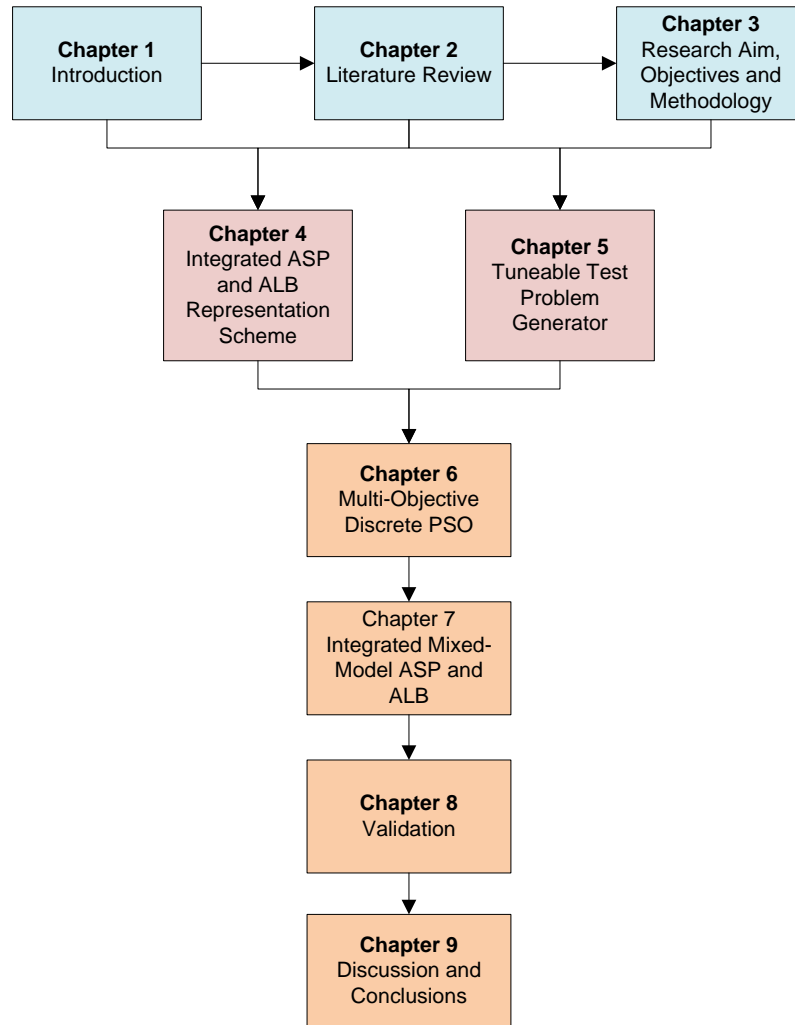 Chapter 1
Introduction
Chapter 2
Literature Review
Chapter 3
Research Aim,
Objectives and
Methodology
Chapter 4
Integrated ASP
and ALB
Representation
Scheme
Chapter 5
Tuneable Test
Problem
Generator
Chapter 6
Multi-Objective
Discrete PSO
Chapter 7
Integrated Mixed-
Model ASP and
ALB
Chapter 8
Validation
Chapter 9
Discussion and
Conclusions